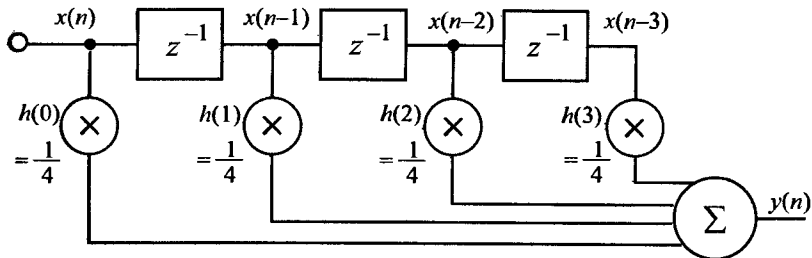 x(n) x(n–1) x(n–2) x(n–3)
z⁻¹ z⁻¹ z⁻¹
h(0) = 1/4
h(1) = 1/4
h(2) = 1/4
h(3) = 1/4
× × × ×
Σ
y(n)